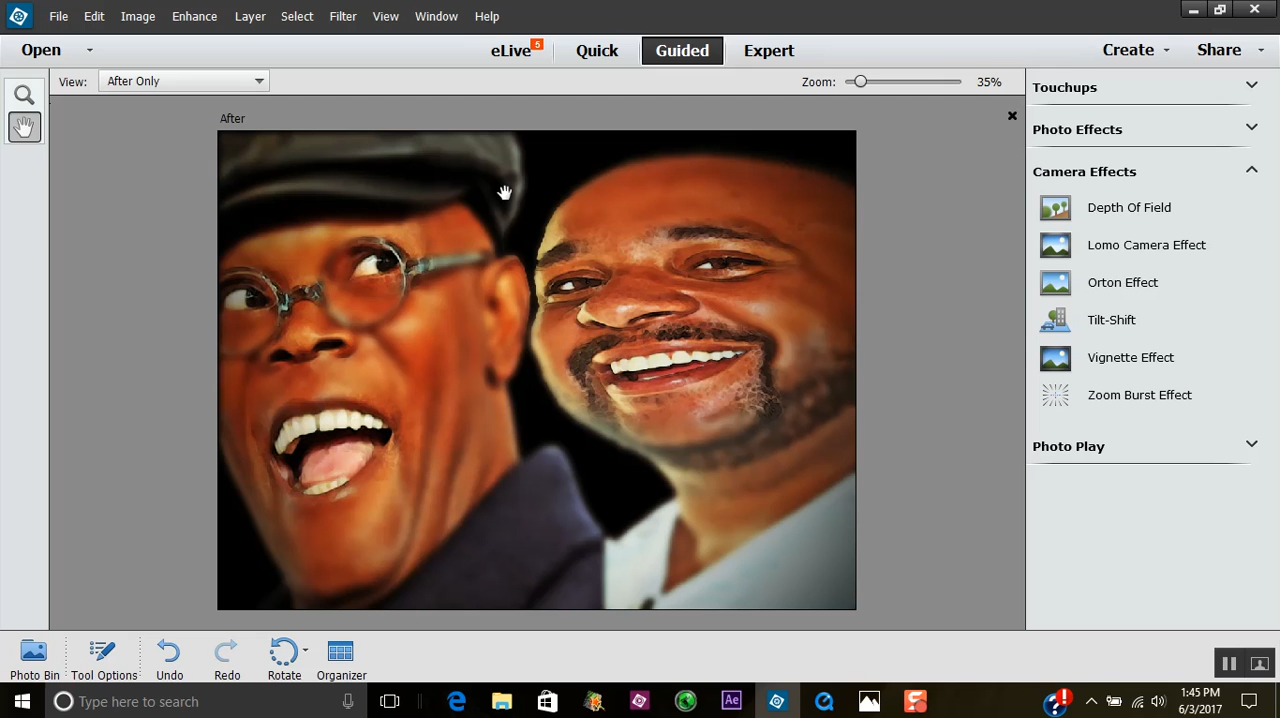 File Edit Image Enhance Layer Select Filter View Window Help
Open eLive 5 Quick Guided Expert Create Share
View: After Only Zoom: 35%
After
Touchups
Photo Effects
Camera Effects
Depth Of Field
Lomo Camera Effect
Orton Effect
Tilt-Shift
Vignette Effect
Zoom Burst Effect
Photo Play
Photo Bin Tool Options Undo Redo Rotate Organizer
Type here to search
Ae
1:45 PM
6/3/2017